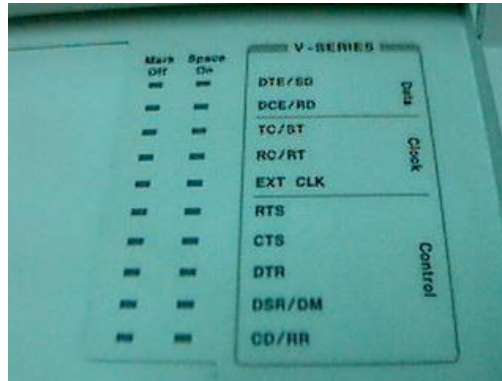 V-SERIES
Mark Space
Off On
DTE/SD
DCE/RD
Data
TC/ST
RC/RT
EXT CLK
Clock
RTS
CTS
DTR
DSR/DM
CD/RR
Control